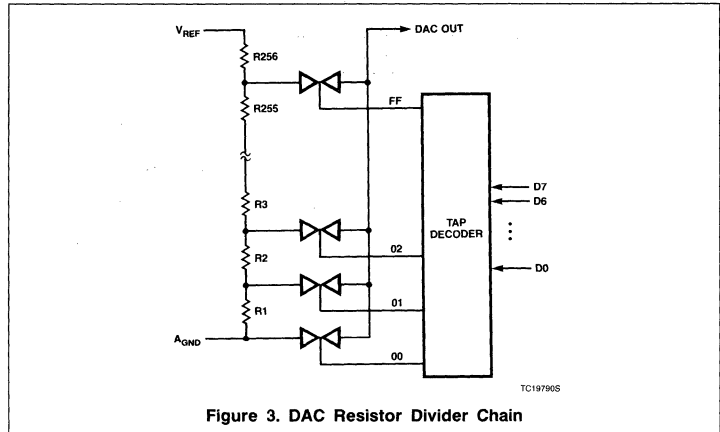 V_REF
DAC OUT
R256
R255
FF
D7
D6
R3
TAP
DECODER
02
R2
D0
01
R1
A_GND
00
TC19790S
Figure 3. DAC Resistor Divider Chain